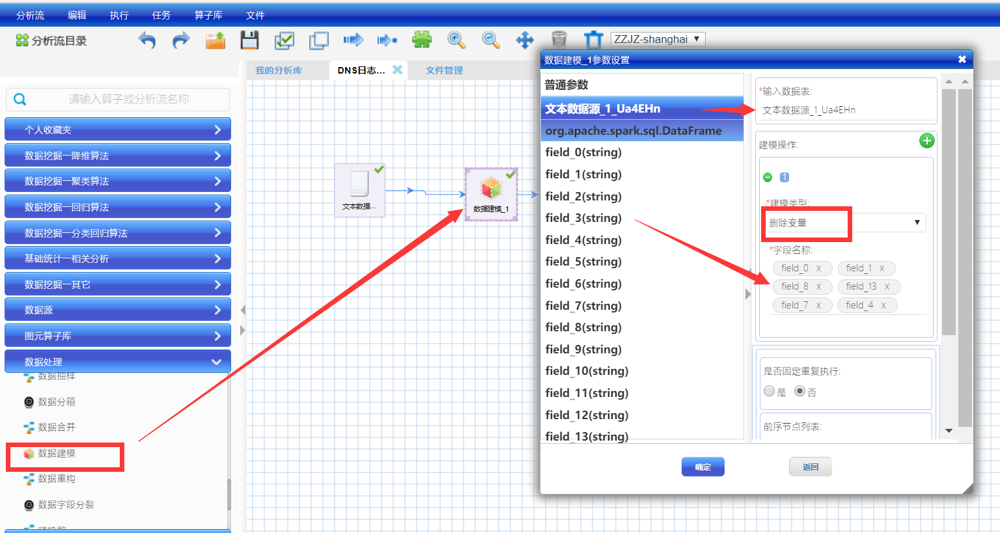 分析流 编辑 执行 任务 算子库 文件
分析流目录
ZZJZ-shanghai
我的分析库 DNS日志... 文件管理
请输入算子或分析流名称
个人收藏夹
数据挖掘—降维算法
数据挖掘—聚类算法
数据挖掘—回归算法
数据挖掘—分类回归算法
基础统计—相关分析
数据挖掘—其它
数据源
图元算子库
数据处理
数据抽样
数据分箱
数据合并
数据建模
数据重构
数据字段分裂
随机数
文本数据...
数据建模_1
数据建模_1参数设置
普通参数
文本数据源_1_Ua4EHn
org.apache.spark.sql.DataFrame
field_0(string)
field_1(string)
field_2(string)
field_3(string)
field_4(string)
field_5(string)
field_6(string)
field_7(string)
field_8(string)
field_9(string)
field_10(string)
field_11(string)
field_12(string)
field_13(string)
*输入数据表:
文本数据源_1_Ua4EHn
建模操作:
1
*建模类型:
删除变量
*字段名称:
field_0 x field_1 x
field_8 x field_13 x
field_7 x field_4 x
是否固定重复执行:
是 否
前序节点列表:
确定 返回